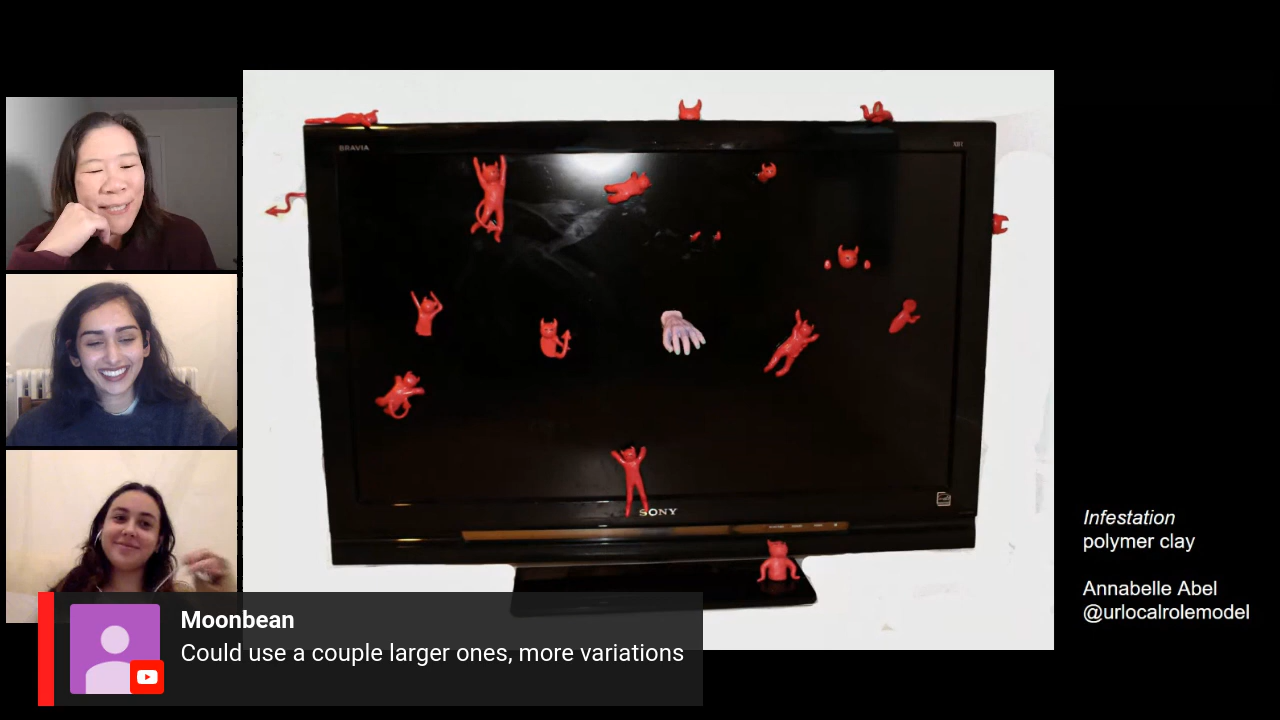 BRAVIA
SONY
Infestation
polymer clay
Annabelle Abel
@urlocalrolemodel
Moonbean
Could use a couple larger ones, more variations